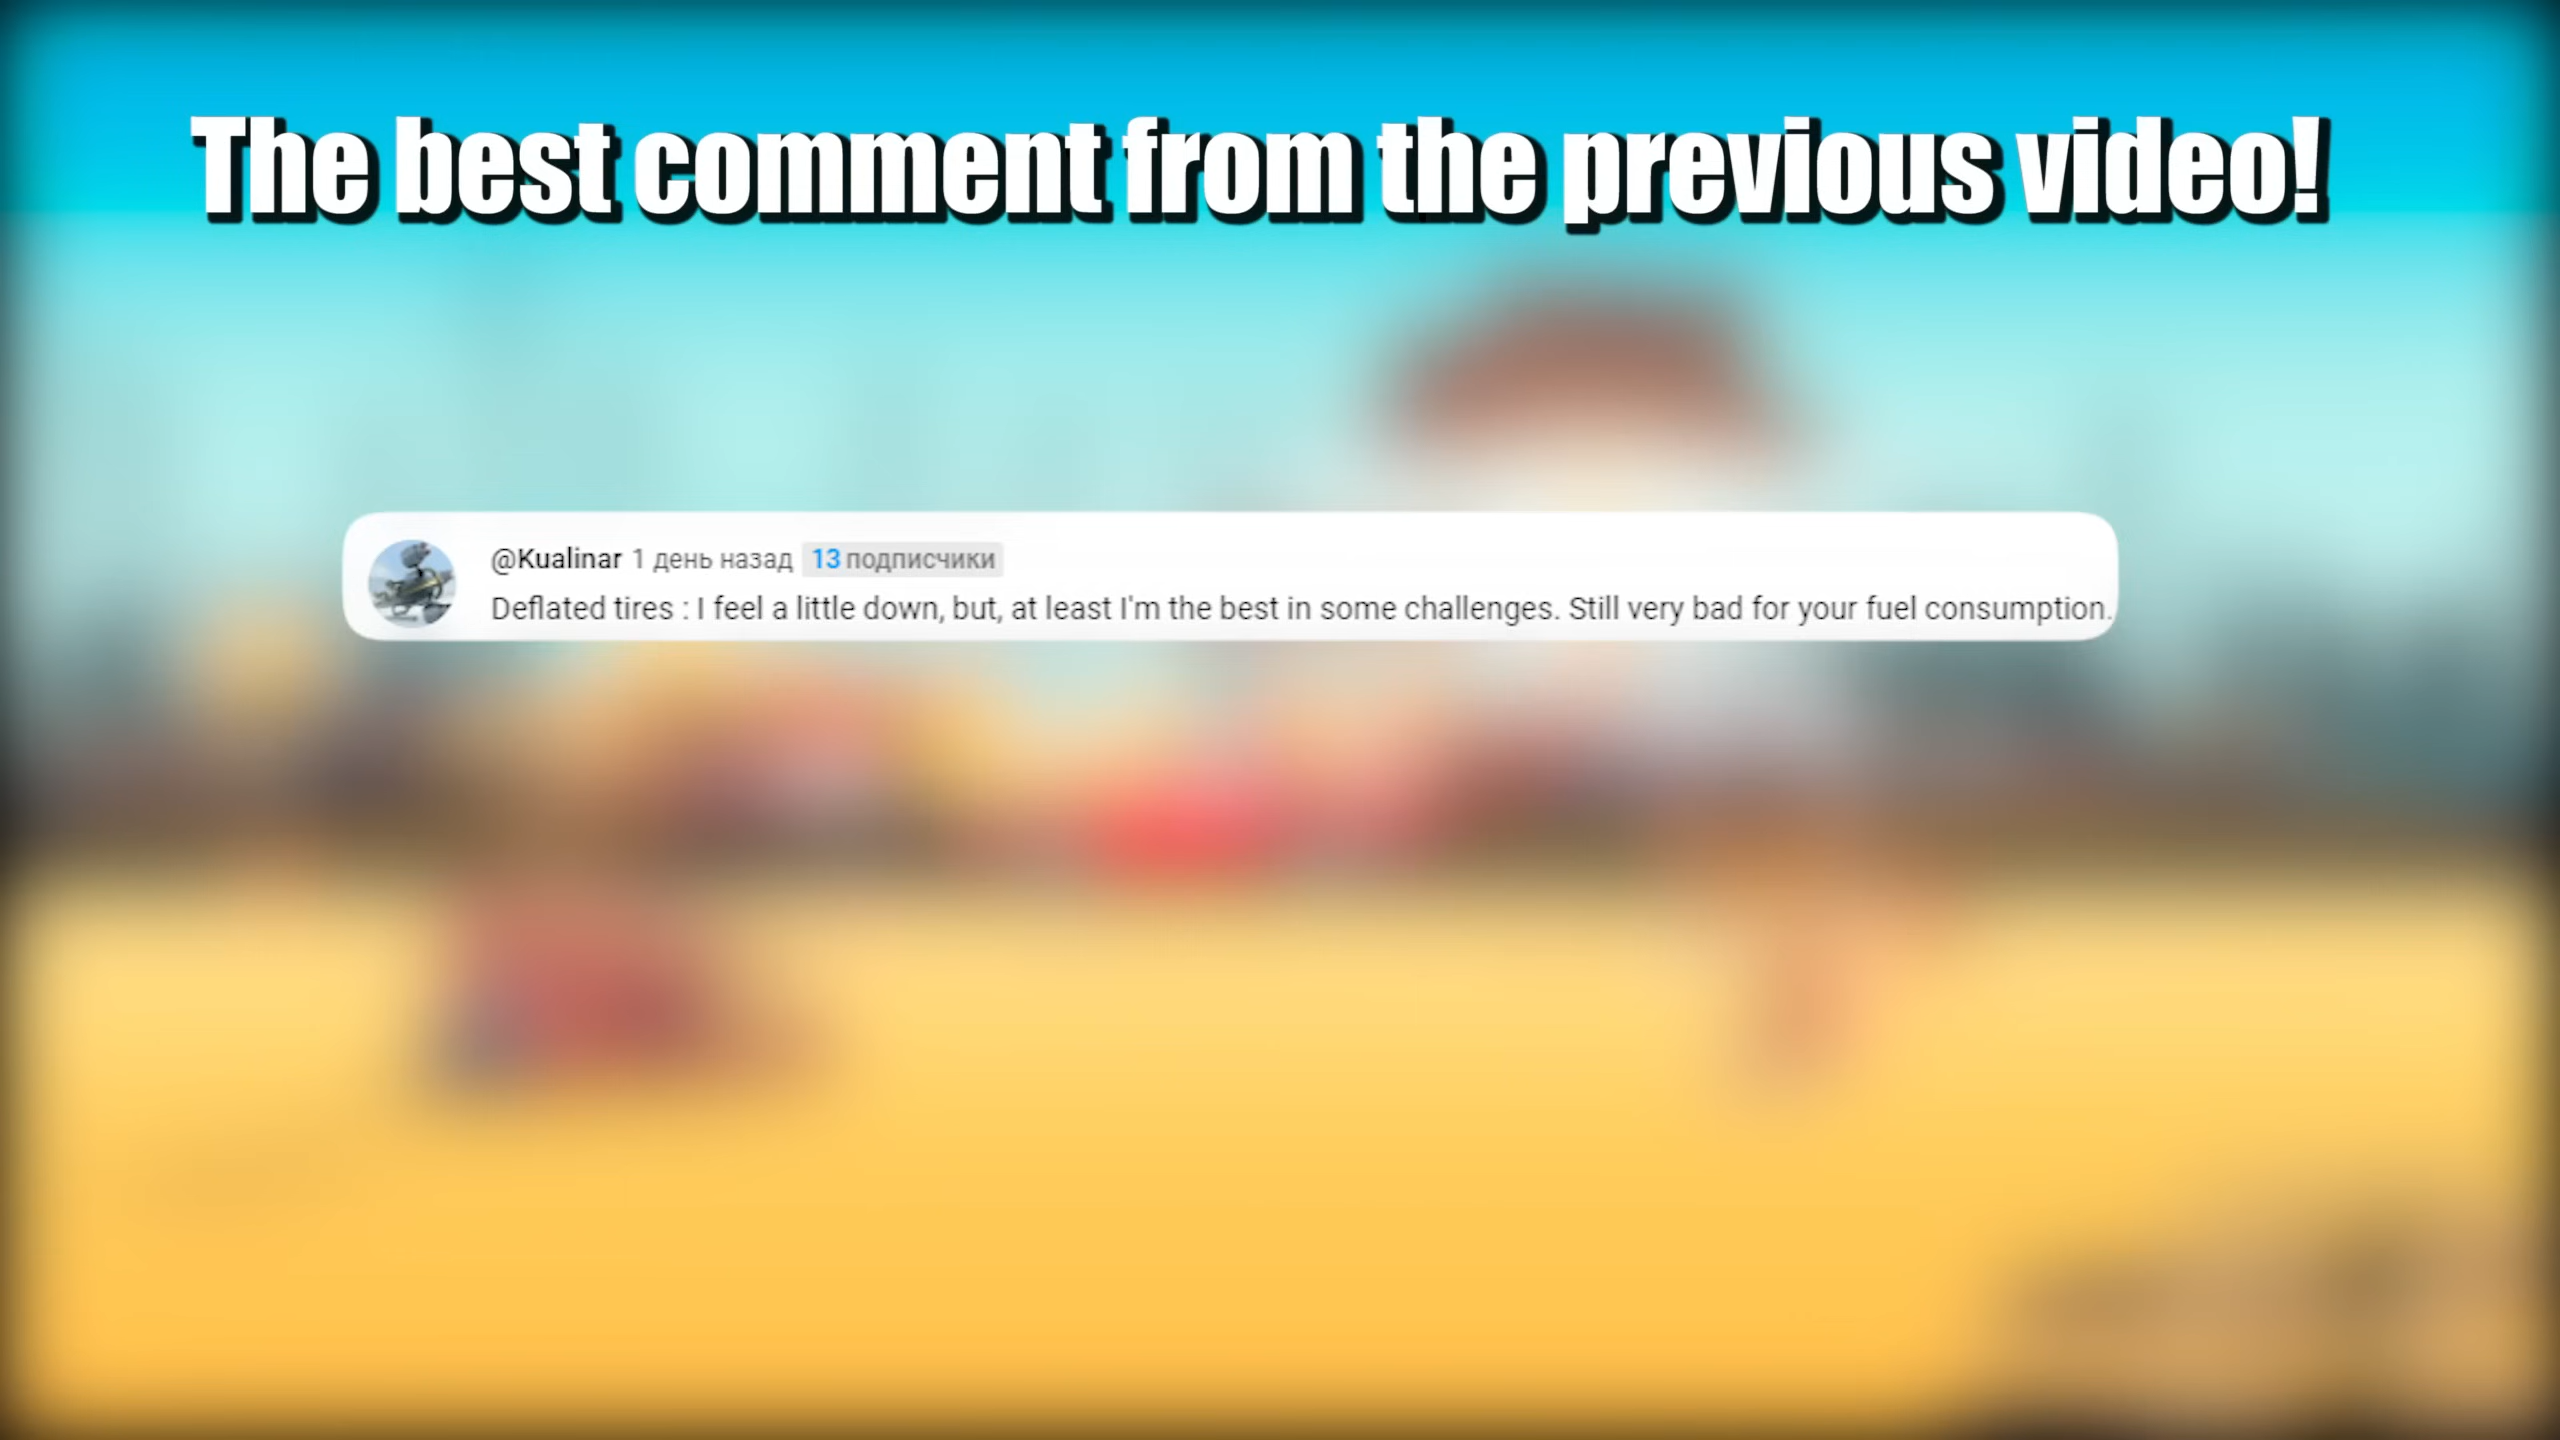 The best comment from the previous video!
@Kualinar 1 день назад 13 подписчики
Deflated tires : I feel a little down, but, at least I'm the best in some challenges. Still very bad for your fuel consumption.